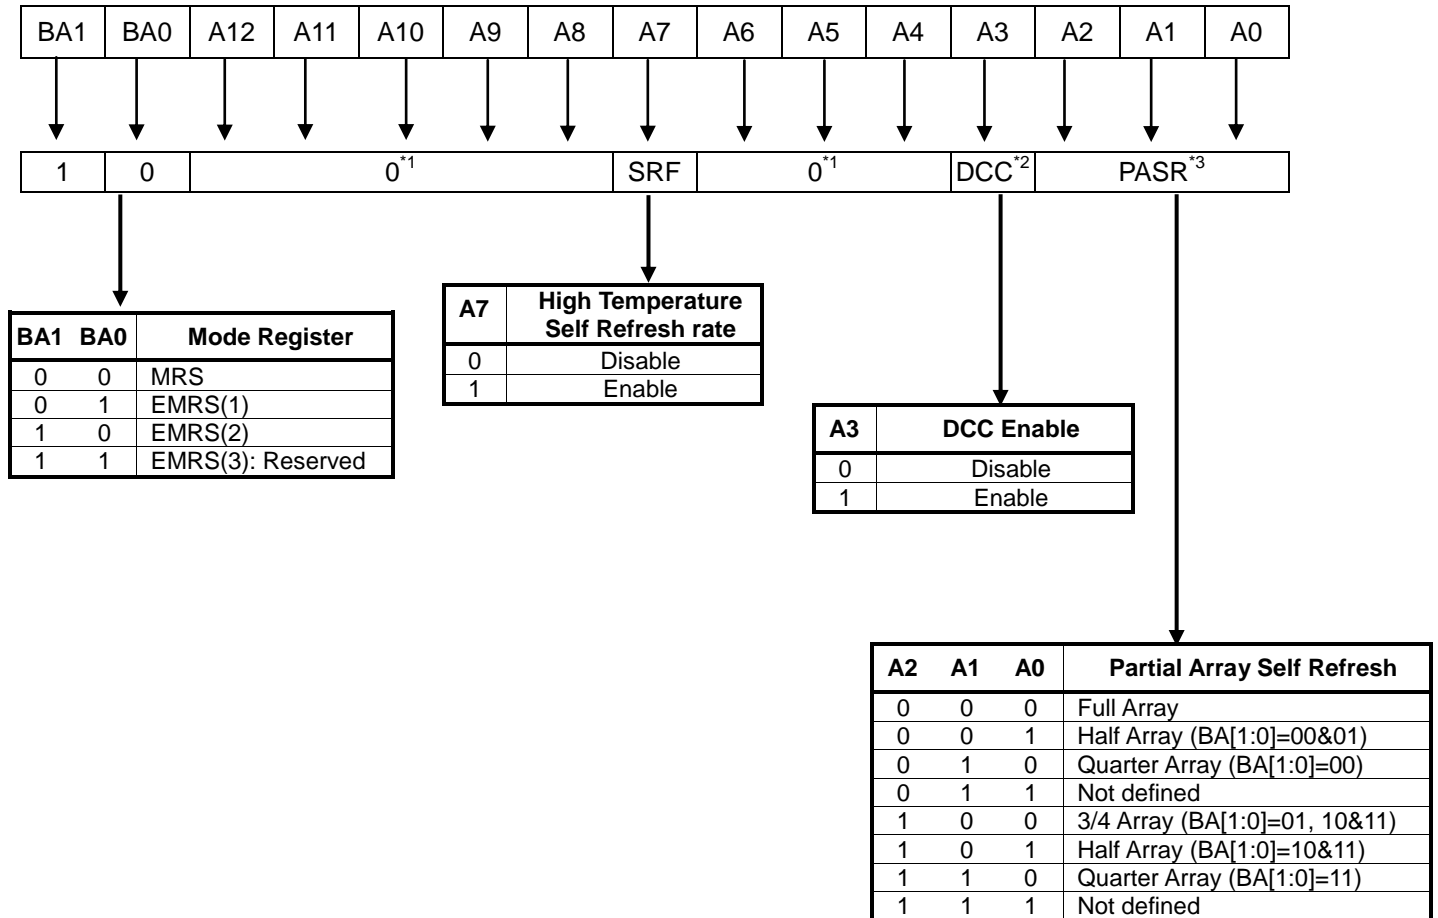 BA1 BA0 A12 A11 A10 A9 A8 A7 A6 A5 A4 A3 A2 A1 A0
1 0 0*1 SRF 0*1 DCC*2 PASR*3
BA1 BA0 Mode Register
0 0 MRS
0 1 EMRS(1)
1 0 EMRS(2)
1 1 EMRS(3): Reserved
A7 High Temperature
Self Refresh rate
0 Disable
1 Enable
A3 DCC Enable
0 Disable
1 Enable
A2 A1 A0 Partial Array Self Refresh
0 0 0 Full Array
0 0 1 Half Array (BA[1:0]=00&01)
0 1 0 Quarter Array (BA[1:0]=00)
0 1 1 Not defined
1 0 0 3/4 Array (BA[1:0]=01, 10&11)
1 0 1 Half Array (BA[1:0]=10&11)
1 1 0 Quarter Array (BA[1:0]=11)
1 1 1 Not defined